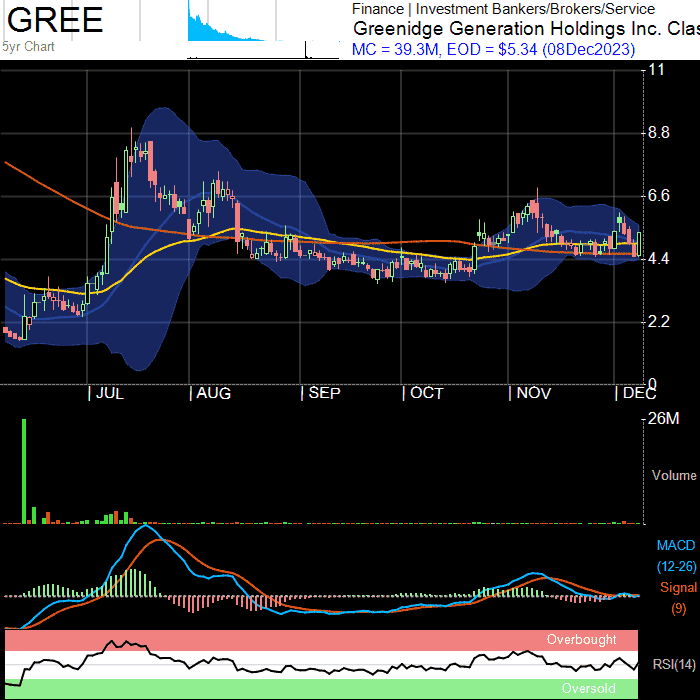 GREE
5yr Chart
Finance | Investment Bankers/Brokers/Service
Greenidge Generation Holdings Inc. Clas
MC = 39.3M, EOD = $5.34 (08Dec2023)
11
8.8
6.6
4.4
2.2
0
JUL AUG SEP OCT NOV DEC
26M
Volume
MACD
(12-26)
Signal
(9)
Overbought
RSI(14)
Oversold